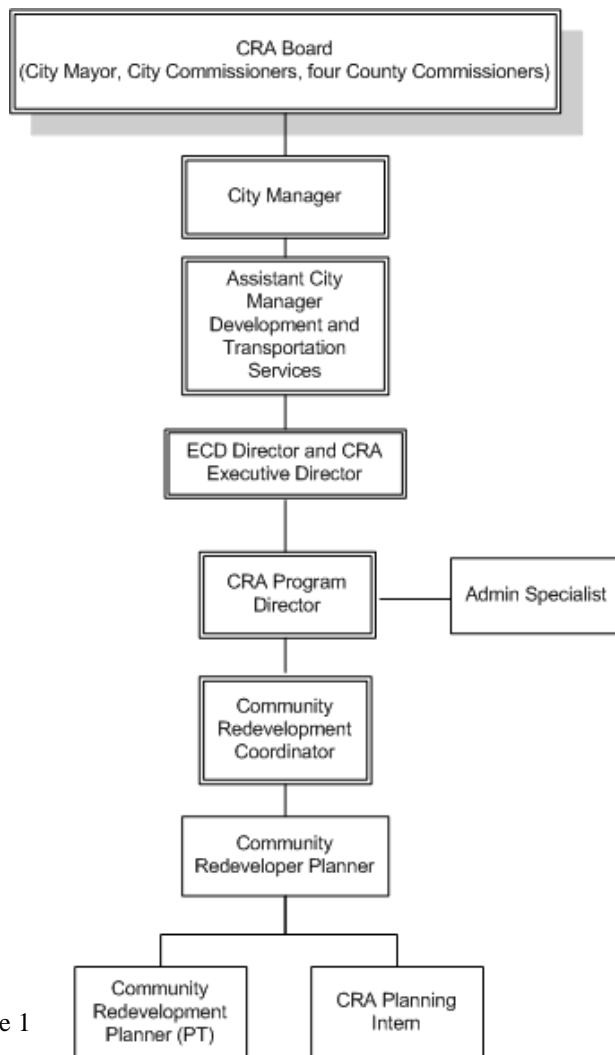 CRA Board
(City Mayor, City Commissioners, four County Commissioners)
City Manager
Assistant City
Manager
Development and
Transportation
Services
ECD Director and CRA
Executive Director
CRA Program
Director
Admin Specialist
Community
Redevelopment
Coordinator
Community
Redeveloper Planner
Community
Redevelopment
Planner (PT)
CRA Planning
Intern
e 1